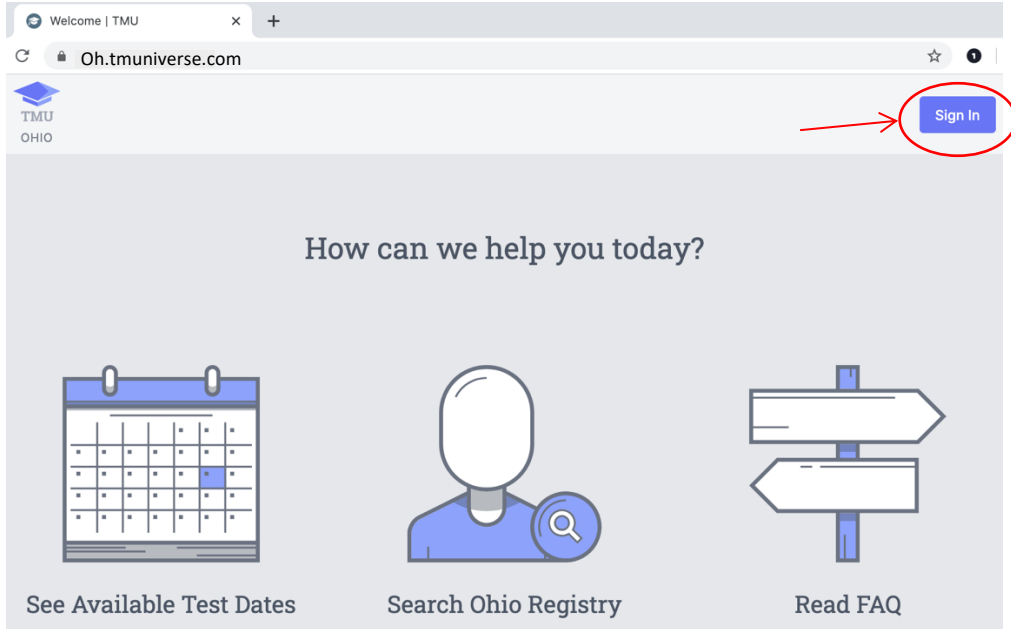 Welcome | TMU
Oh.tmuniverse.com
1
TMU
OHIO
Sign In
How can we help you today?
See Available Test Dates
Search Ohio Registry
Read FAQ